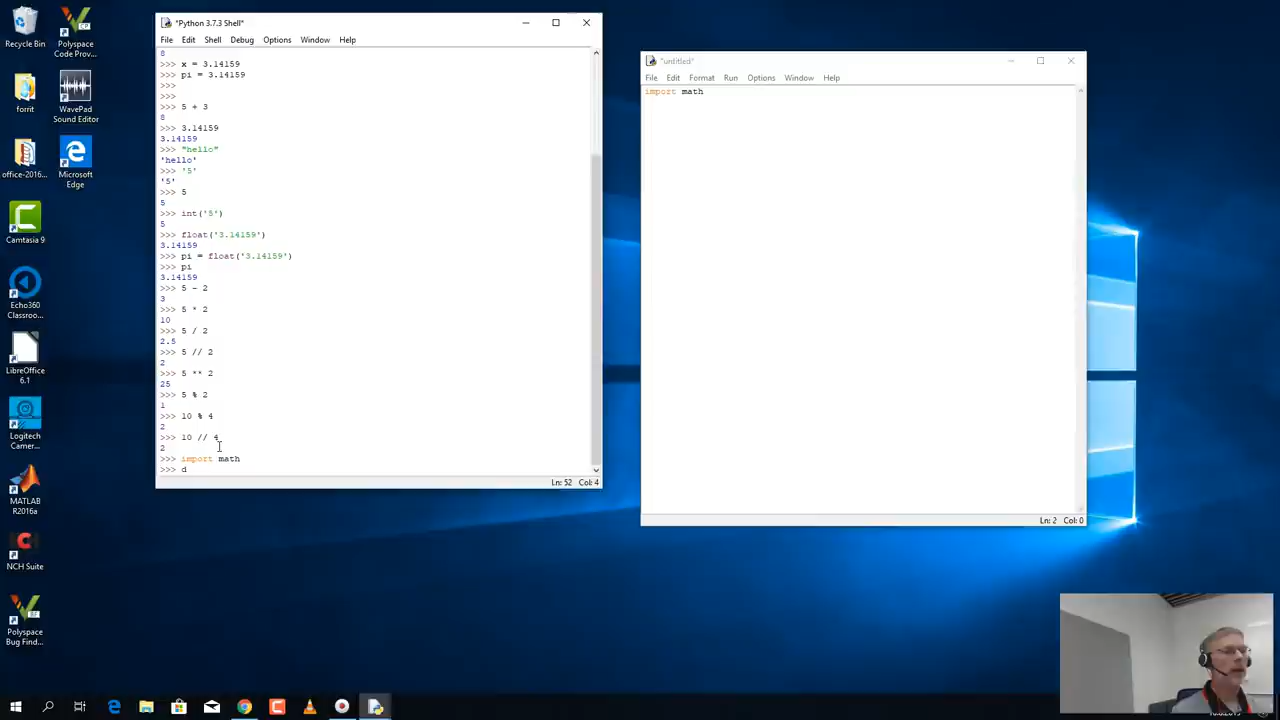 Recycle Bin
Polyspace
Code Prov...
forrit
WavePad
Sound Editor
office-2016...
Microsoft
Edge
Camtasia 9
Echo360
Classroo...
LibreOffice
6.1
Logitech
Camer...
MATLAB
R2016a
NCH Suite
Polyspace
Bug Find...
*Python 3.7.3 Shell*
File Edit Shell Debug Options Window Help
8
>>> x = 3.14159
>>> pi = 3.14159
>>>
>>>
>>> 5 + 3
8
>>> 3.14159
3.14159
>>> "hello"
'hello'
>>> '5'
'5'
>>> 5
5
>>> int('5')
5
>>> float('3.14159')
3.14159
>>> pi = float('3.14159')
>>> pi
3.14159
>>> 5 - 2
3
>>> 5 * 2
10
>>> 5 / 2
2.5
>>> 5 // 2
2
>>> 5 ** 2
25
>>> 5 % 2
1
>>> 10 % 4
2
>>> 10 // 4
2
>>> import math
>>> d
Ln: 52 Col: 4
*untitled*
File Edit Format Run Options Window Help
import math
Ln: 2 Col: 0